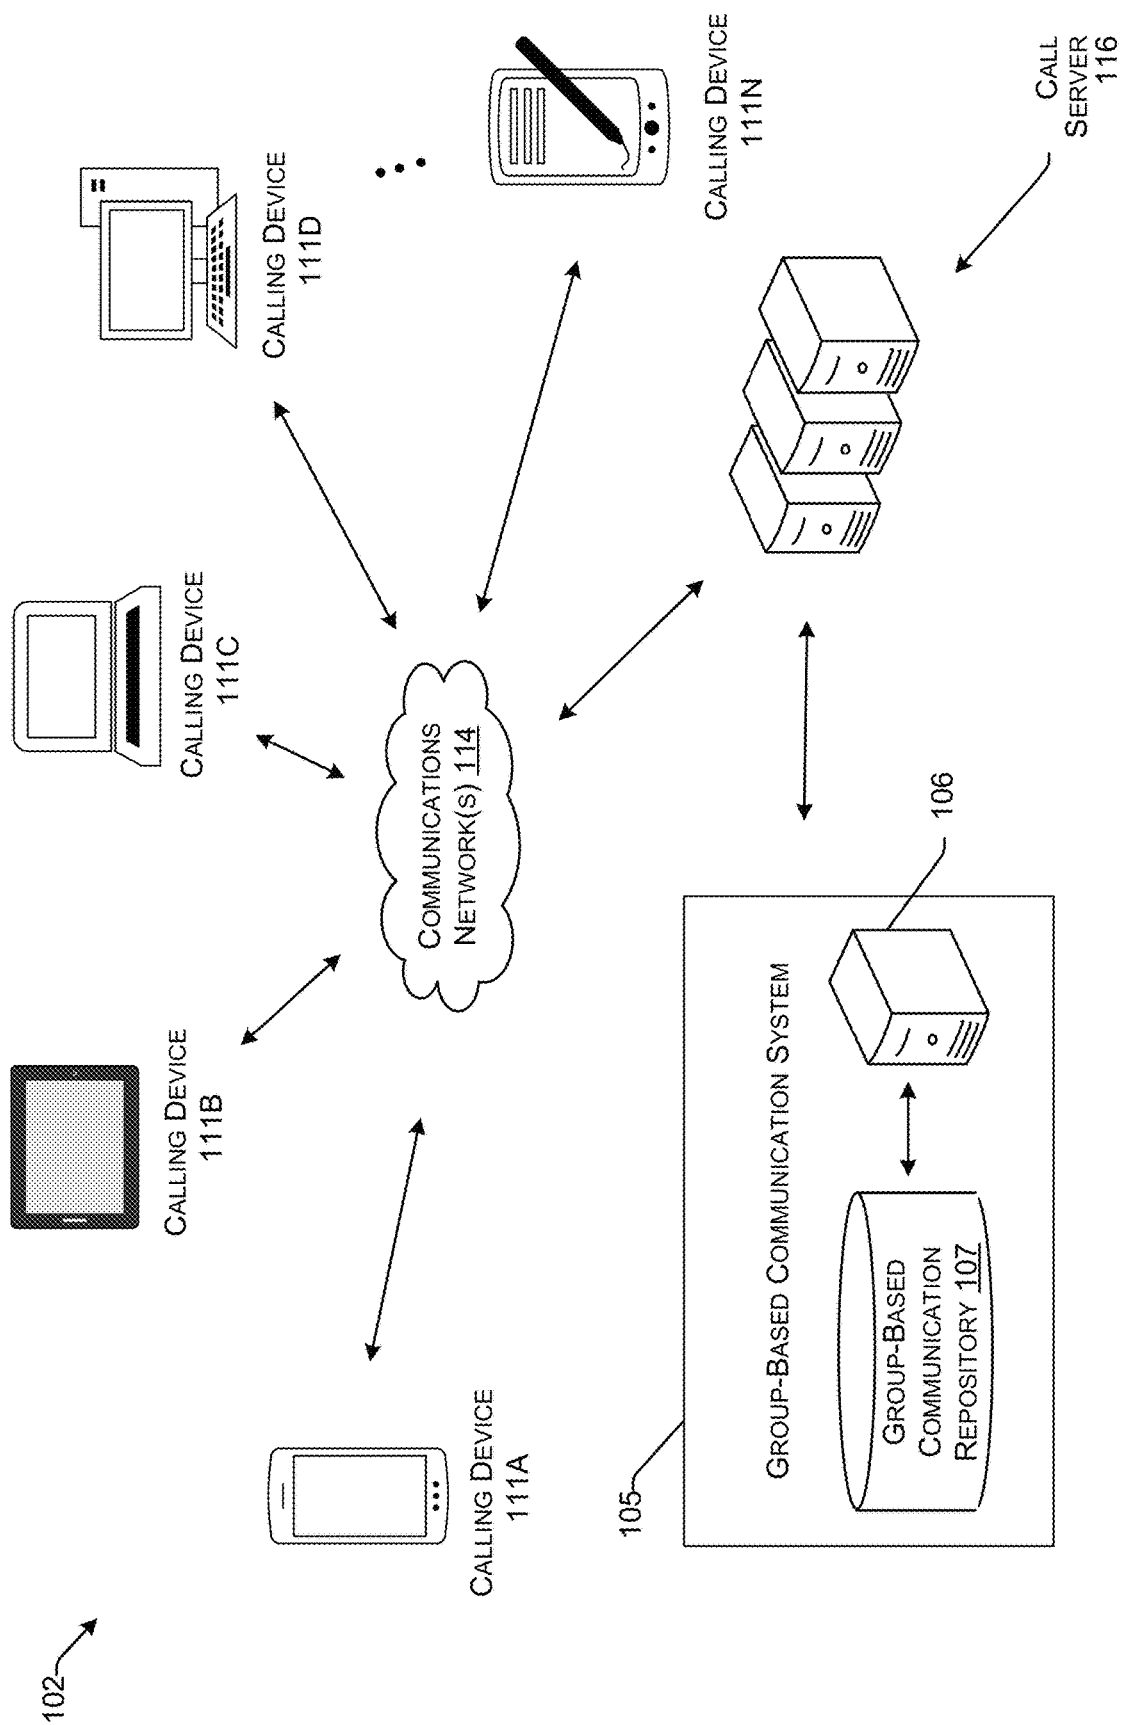 102
CALLING DEVICE
111A
CALLING DEVICE
111B
CALLING DEVICE
111C
CALLING DEVICE
111D
CALLING DEVICE
111N
COMMUNICATIONS
NETWORK(S) 114
CALL
SERVER
116
105
GROUP-BASED COMMUNICATION SYSTEM
GROUP-BASED
COMMUNICATION
REPOSITORY 107
106